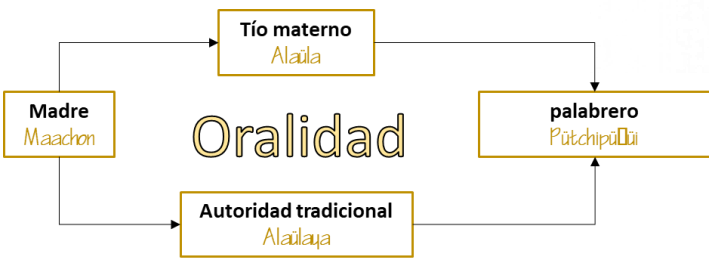 Tío materno
Alaüla
Madre
Maachon
Oralidad
palabrero
Autoridad tradicional
Alaülaya